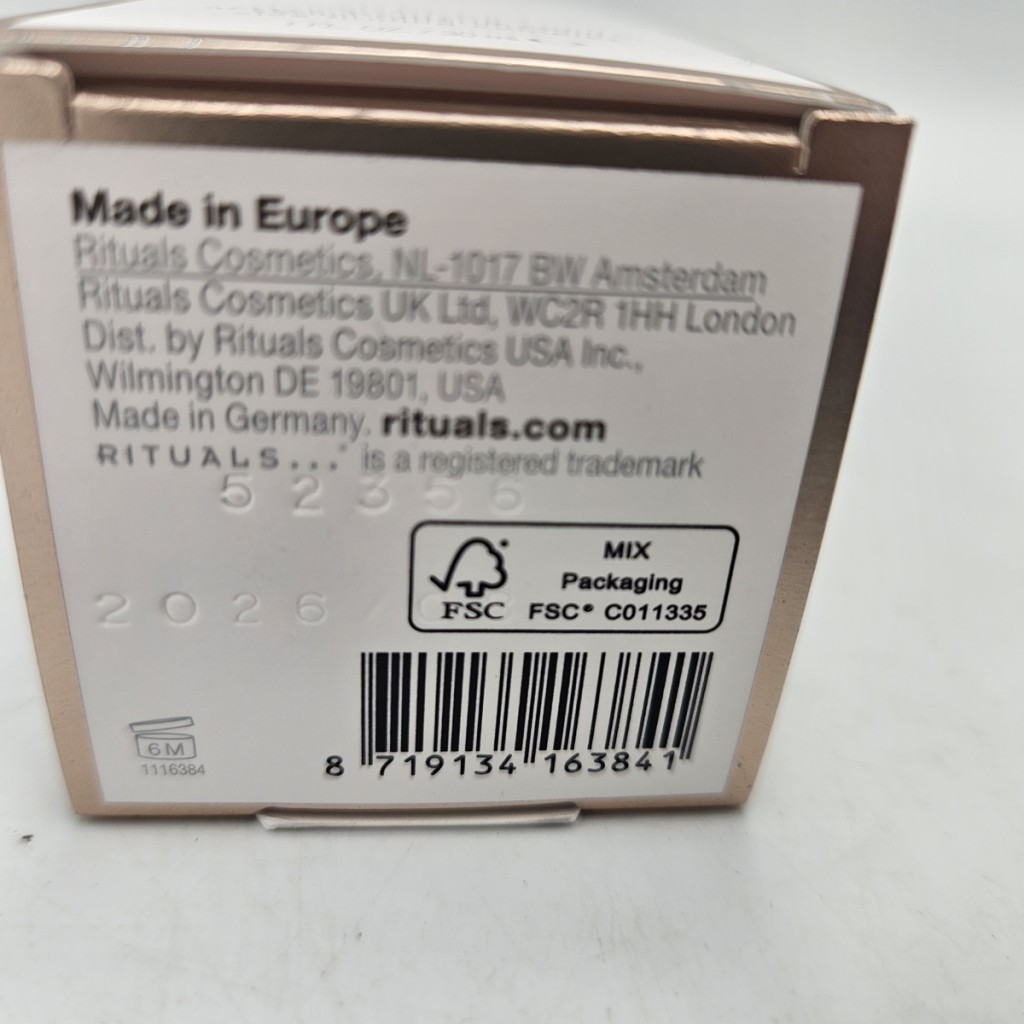 Made in Europe
Rituals Cosmetics, NL-1017 BW Amsterdam
Rituals Cosmetics UK Ltd, WC2R 1HH London
Dist. by Rituals Cosmetics USA Inc.,
Wilmington DE 19801, USA
Made in Germany, rituals.com
RITUALS...® is a registered trademark
52356
MIX
Packaging
FSC FSC® C011335
2026/
6M
1116384
8 719134 163841